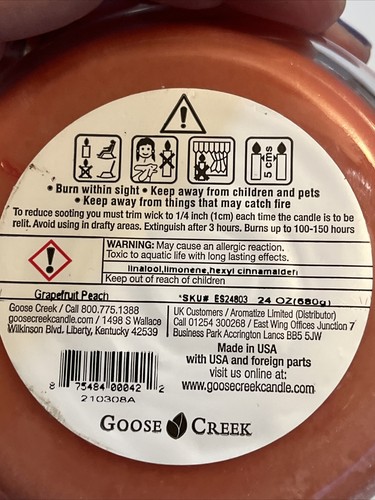 5 cms
• Burn within sight • Keep away from children and pets
• Keep away from things that may catch fire
To reduce sooting you must trim wick to 1/4 inch (1cm) each time the candle is to be
relit. Avoid using in drafty areas. Extinguish after 3 hours. Burns up to 100-150 hours
WARNING: May cause an allergic reaction.
Toxic to aquatic life with long lasting effects.
linalool,limonene,hexyl cinnamaldeh
Keep out of reach of children
Grapefruit Peach *SKU# ES24803 24 OZ(680g)
Goose Creek / Call 800.775.1388
goosecreekcandle.com / 1498 S Wallace
Wilkinson Blvd. Liberty, Kentucky 42539
UK Customers / Aromatize Limited (Distributor)
Call 01254 300268 / East Wing Offices Junction 7
Business Park Accrington Lancs BB5 5JW
Made in USA
with USA and foreign parts
visit us online at:
www.goosecreekcandle.com
8 75484 00042 2
210308A
GOOSE CREEK